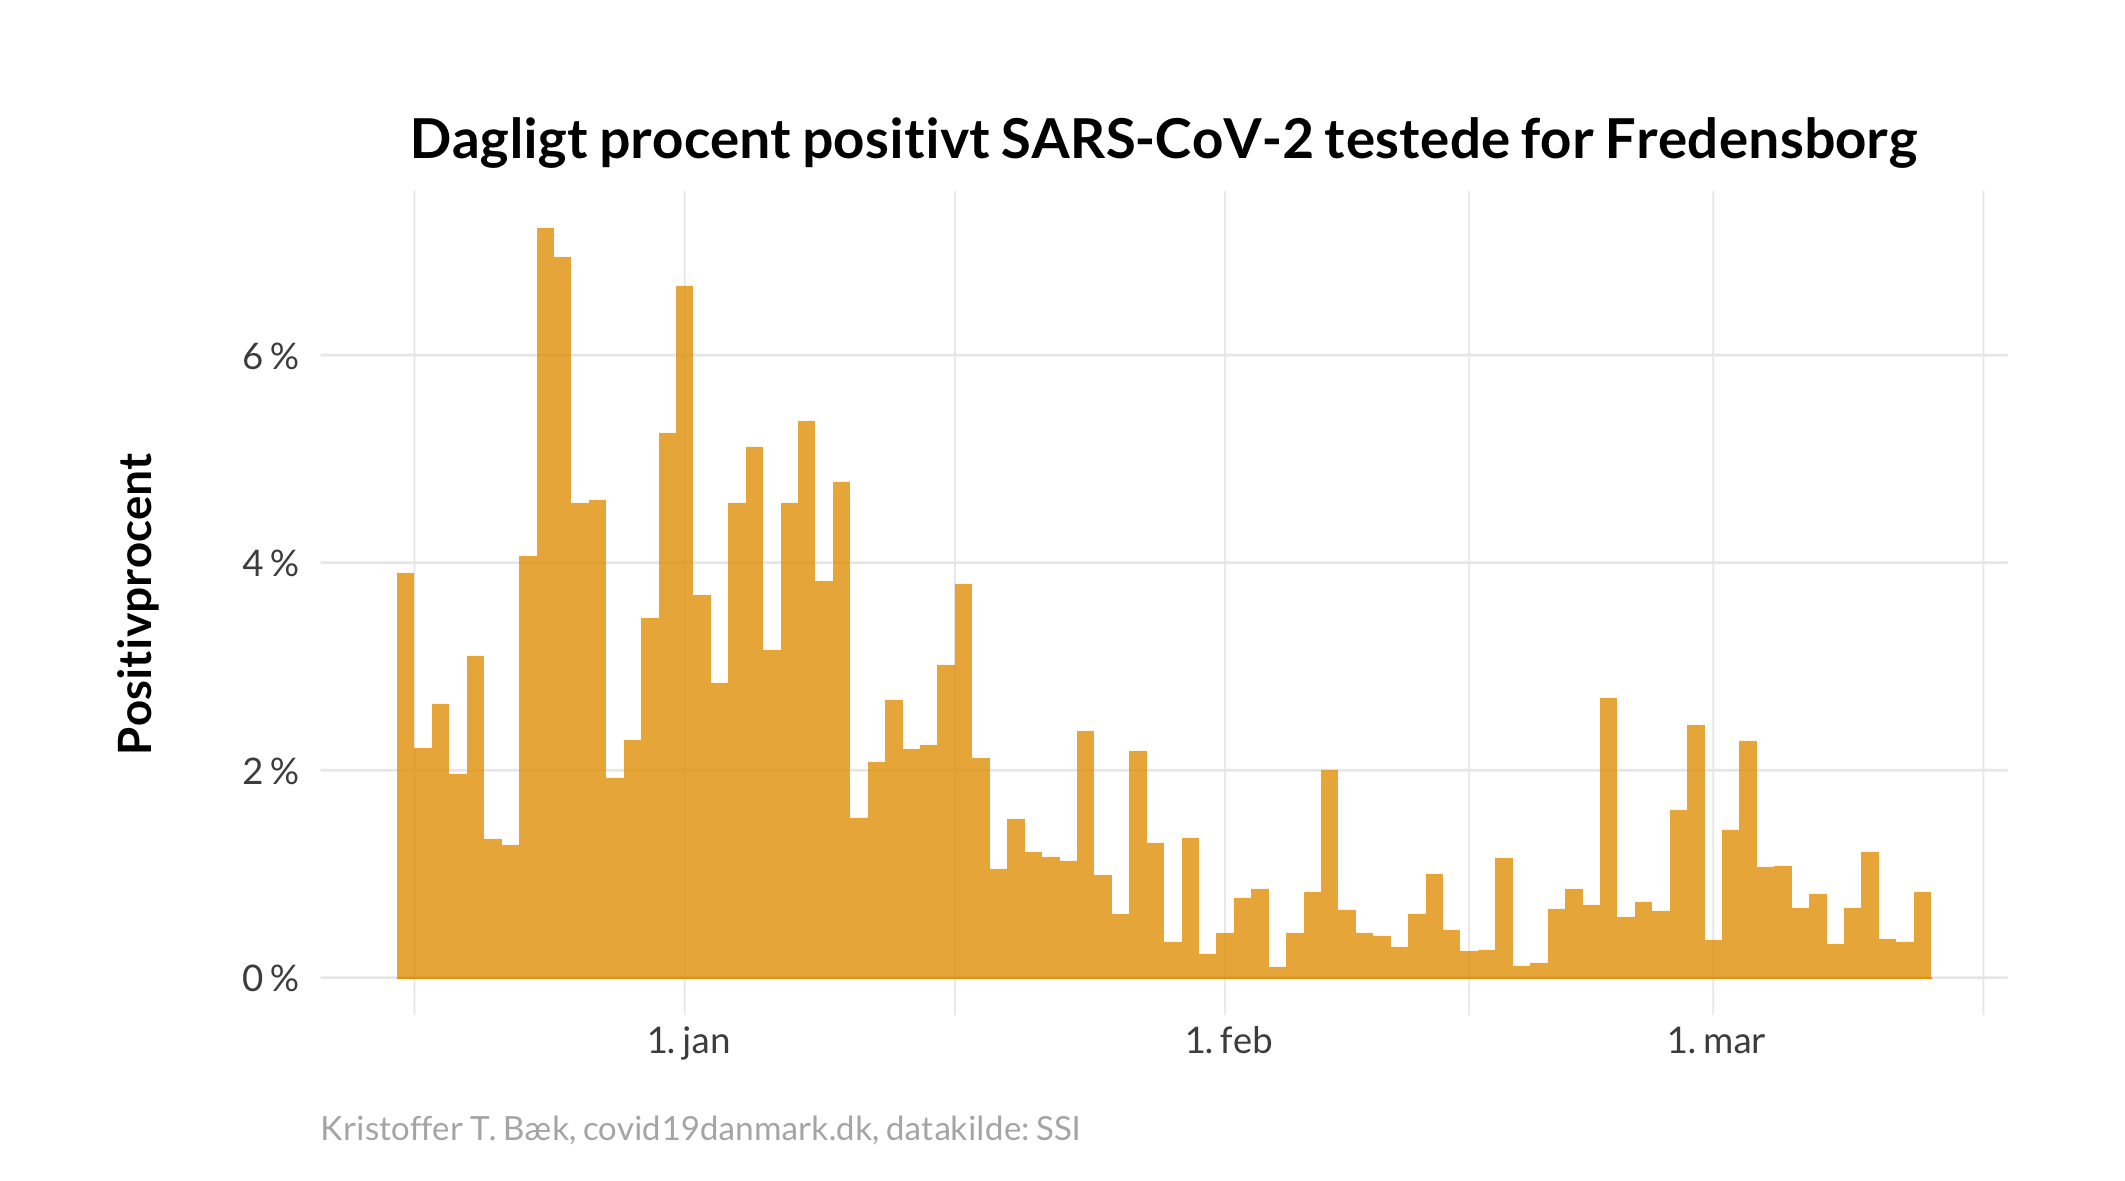 Dagligt procent positivt SARS-CoV-2 testede for Fredensborg
Positivprocent
6 %
4 %
2 %
0 %
1. jan
1. feb
1. mar
Kristoffer T. Bæk, covid19danmark.dk, datakilde: SSI